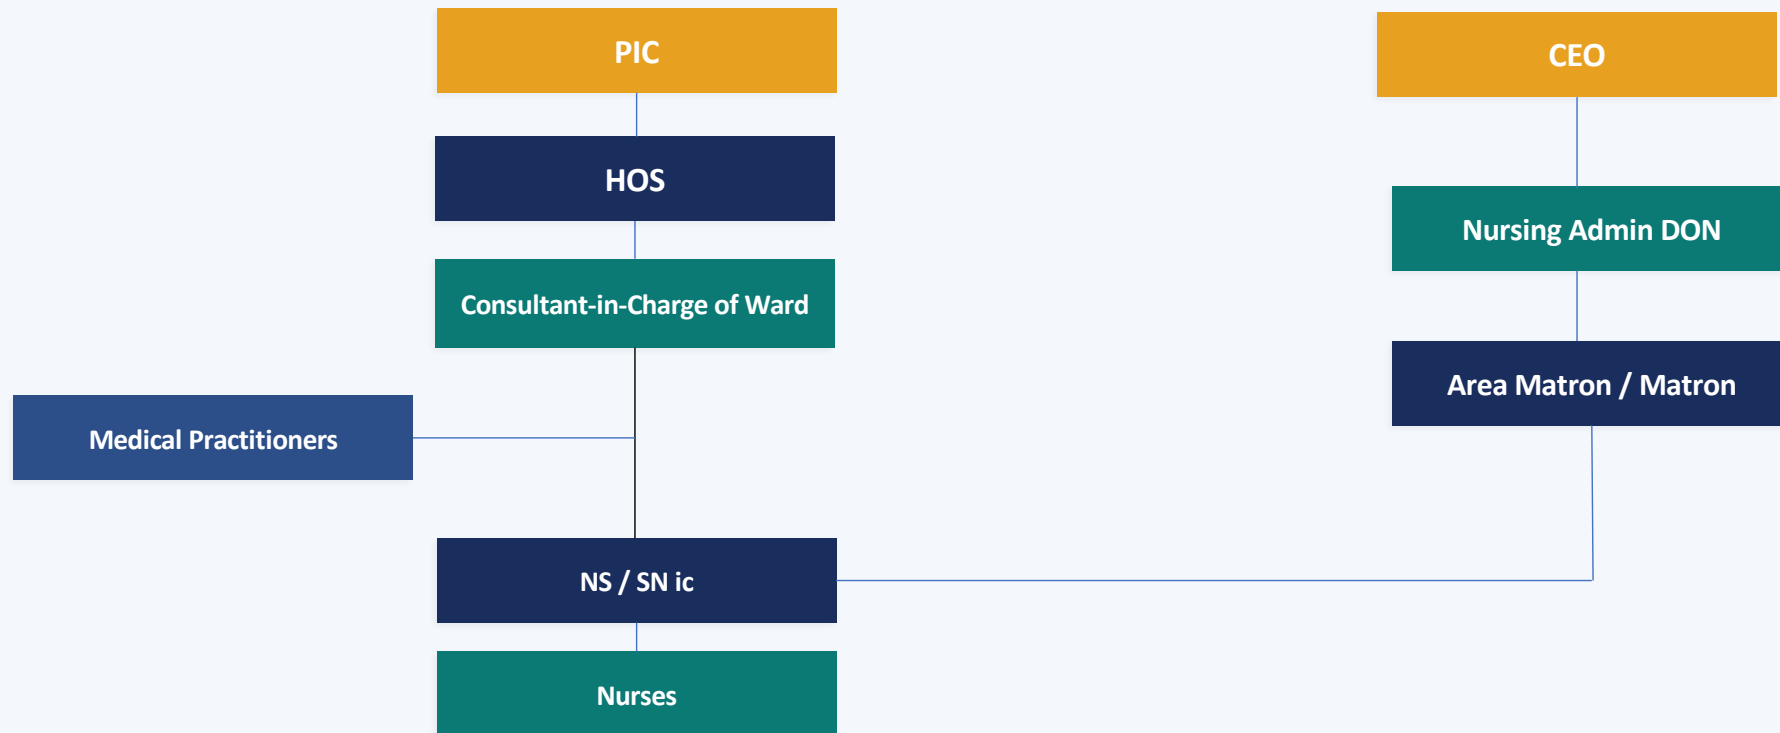 PIC
CEO
HOS
Nursing Admin DON
Consultant-in-Charge of Ward
Area Matron / Matron
Medical Practitioners
NS / SN ic
Nurses